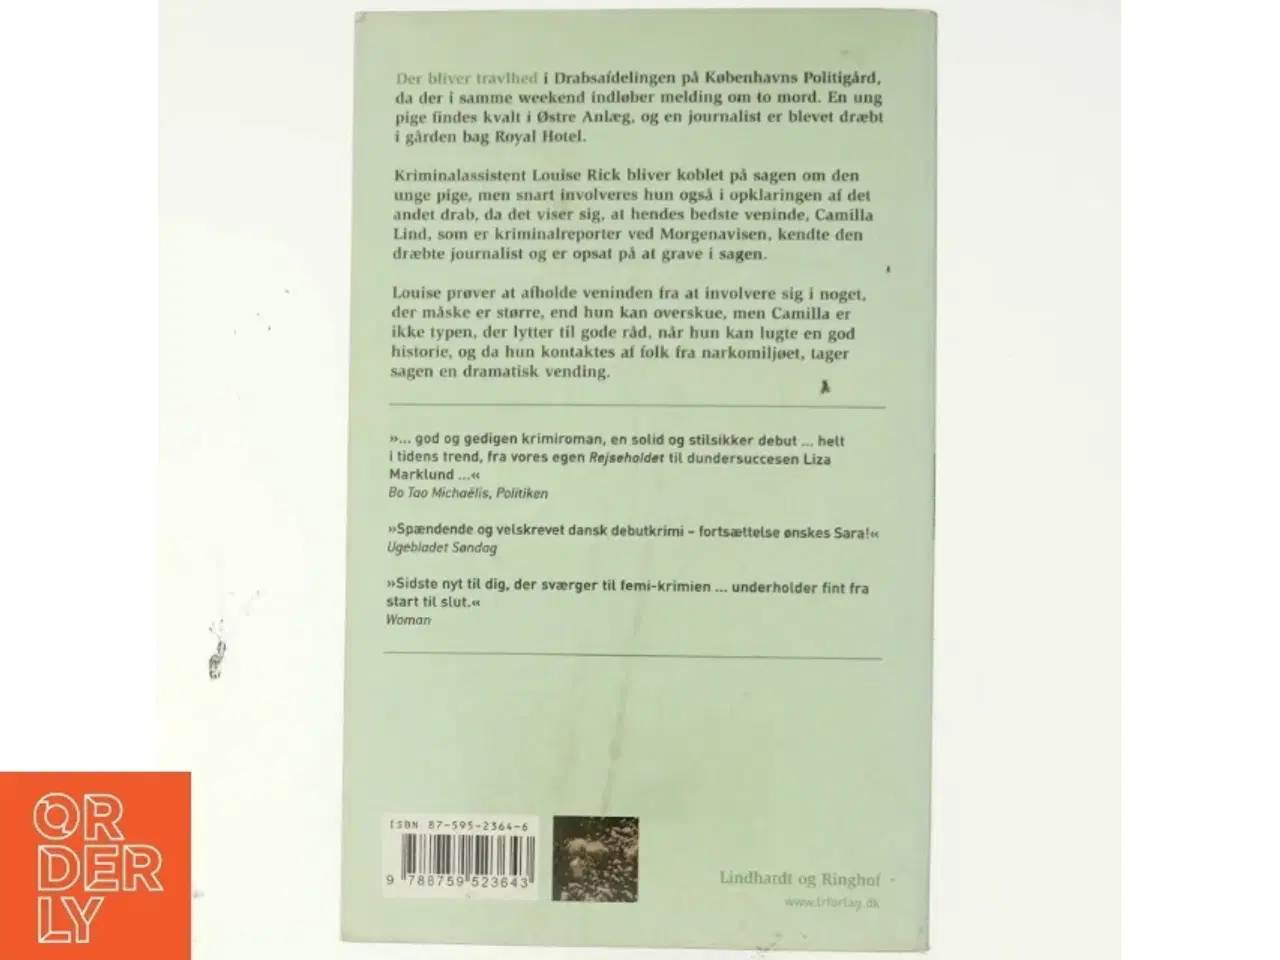 Der bliver travlhed i Drabsafdelingen på Københavns Politigård,
da der i samme weekend indløber melding om to mord. En ung
pige findes kvalt i Østre Anlæg, og en journalist er blevet dræbt
i gården bag Royal Hotel.
Kriminalassistent Louise Rick bliver koblet på sagen om den
unge pige, men snart involveres hun også i opklaringen af det
andet drab, da det viser sig, at hendes bedste veninde, Camilla
Lind, som er kriminalreporter ved Morgenavisen, kendte den
dræbte journalist og er opsat på at grave i sagen.
Louise prøver at afholde veninden fra at involvere sig i noget,
der måske er større, end hun kan overskue, men Camilla er
ikke typen, der lytter til gode råd, når hun kan lugte en god
historie, og da hun kontaktes af folk fra narkomiljøet, tager
sagen en dramatisk vending.
»... god og gedigen krimiroman, en solid og stilsikker debut ... helt
i tidens trend, fra vores egen Rejseholdet til dundersuccesen Liza
Marklund ...«
Bo Tao Michaëlis, Politiken
»Spændende og velskrevet dansk debutkrimi – fortsættelse ønskes Sara!«
Ugebladet Søndag
»Sidste nyt til dig, der sværger til femi-krimien ... underholder fint fra
start til slut.«
Woman
ISBN 87-595-2364-6
9 788759 523643
Lindhardt og Ringhof
www.lrforlag.dk
OR
DER
LY